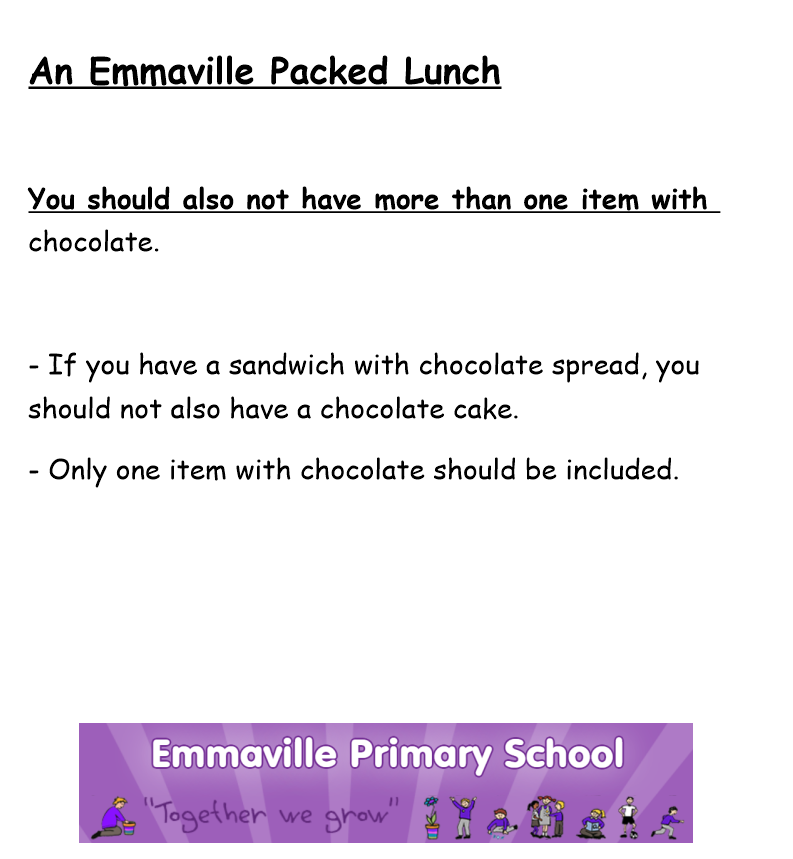 An Emmaville Packed Lunch
You should also not have more than one item with
chocolate.
- If you have a sandwich with chocolate spread, you
should not also have a chocolate cake.
- Only one item with chocolate should be included.
Emmaville Primary School
"Together we grow"